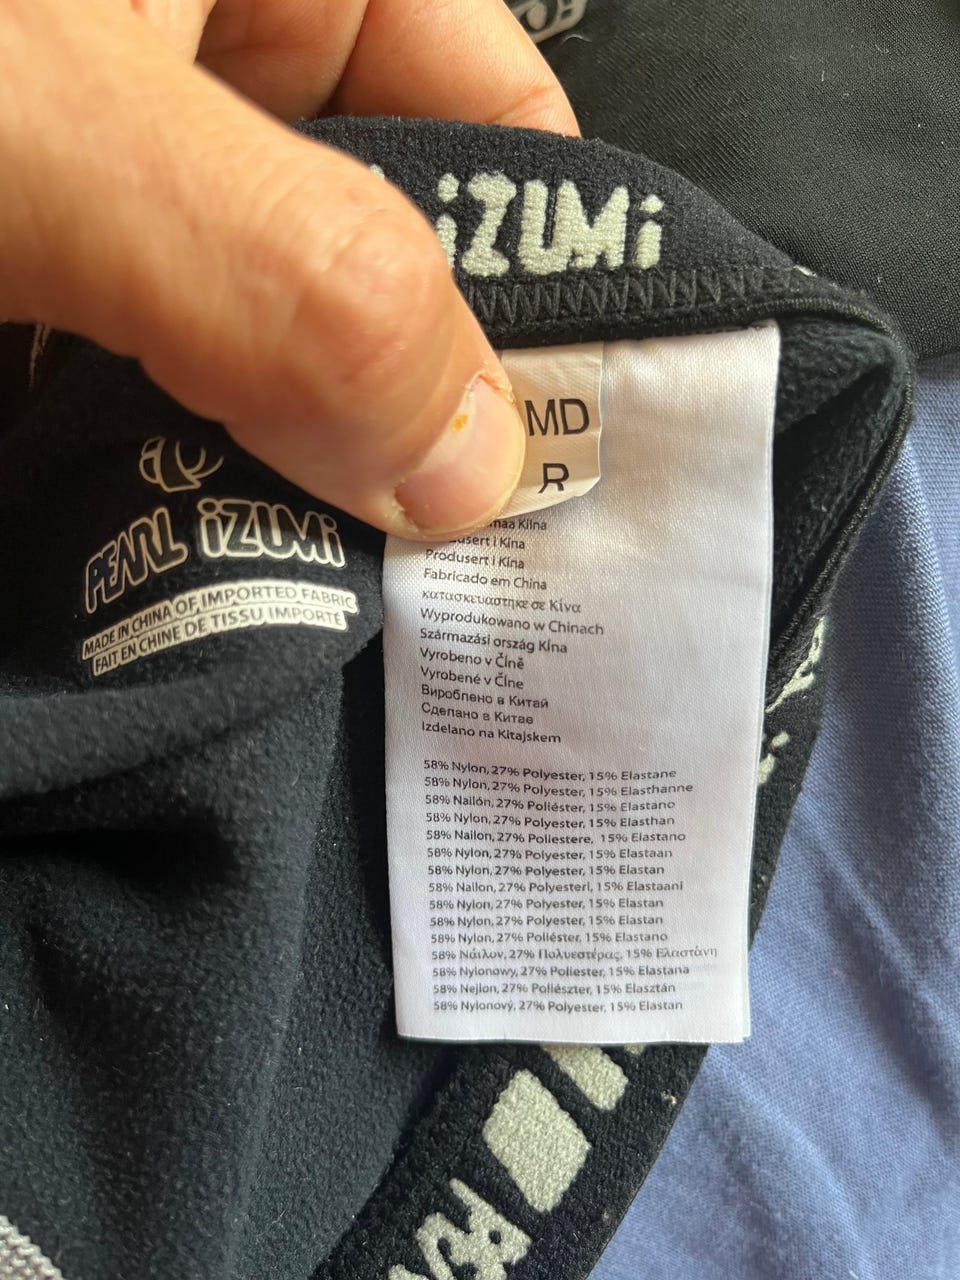 iZUMi
MD
R
PEARL iZUMi
MADE IN CHINA OF IMPORTED FABRIC
FAIT EN CHINE DE TISSU IMPORTÉ
Kiina
i Kina
Produsert i Kina
Fabricado em China
κατασκευαστηκε σε Κίνα
Wyprodukowano w Chinach
Származási ország Kína
Vyrobeno v Číně
Vyrobené v Číne
Вироблено в Китай
Сделано в Китае
Izdelano na Kitajskem
58% Nylon, 27% Polyester, 15% Elastane
58% Nylon, 27% Polyester, 15% Elasthanne
58% Nailón, 27% Poliéster, 15% Elastano
58% Nylon, 27% Polyester, 15% Elasthan
58% Nailon, 27% Poliestere, 15% Elastano
58% Nylon, 27% Polyester, 15% Elastaan
58% Nylon, 27% Polyester, 15% Elastan
58% Nailon, 27% Polyesteri, 15% Elastaani
58% Nylon, 27% Polyester, 15% Elastan
58% Nylon, 27% Polyester, 15% Elastan
58% Nylon, 27% Poliéster, 15% Elastano
58% Νάιλον, 27% Πολυεστέρας, 15% Ελαστάνη
58% Nylonowy, 27% Poliester, 15% Elastana
58% Nejlon, 27% Poliészter, 15% Elasztán
58% Nylonový, 27% Polyester, 15% Elastan